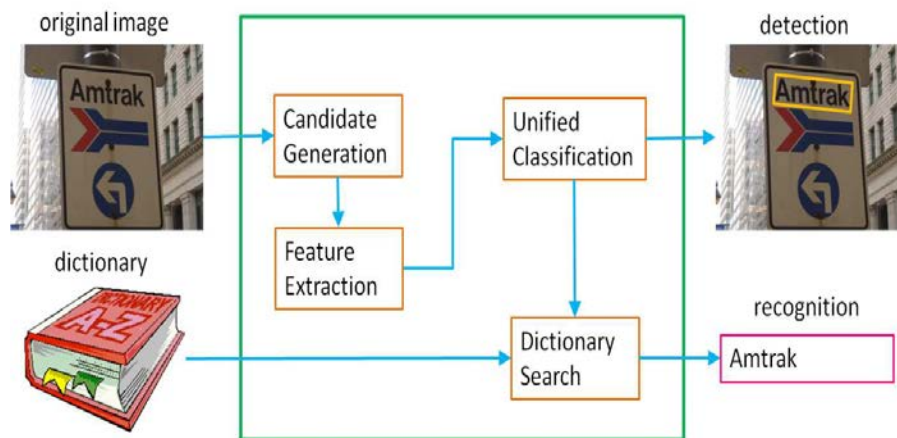 original image
detection
Amtrak
Amtrak
Candidate
Generation
Unified
Classification
Feature
Extraction
dictionary
DICTIONARY
A-Z
Dictionary
Search
recognition
Amtrak